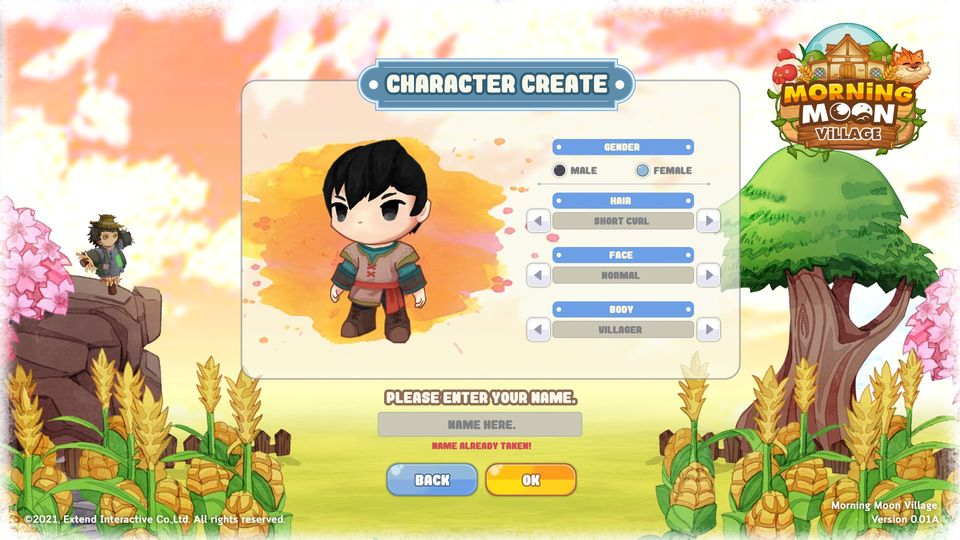 CHARACTER CREATE
MORNING
MOON
VILLAGE
GENDER
MALE FEMALE
HAIR
SHORT CURL
FACE
NORMAL
BODY
VILLAGER
PLEASE ENTER YOUR NAME.
NAME HERE.
NAME ALREADY TAKEN!
BACK OK
©2021, Extend Interactive Co.,Ltd. All rights reserved.
Morning Moon Village.
Version 0.01A